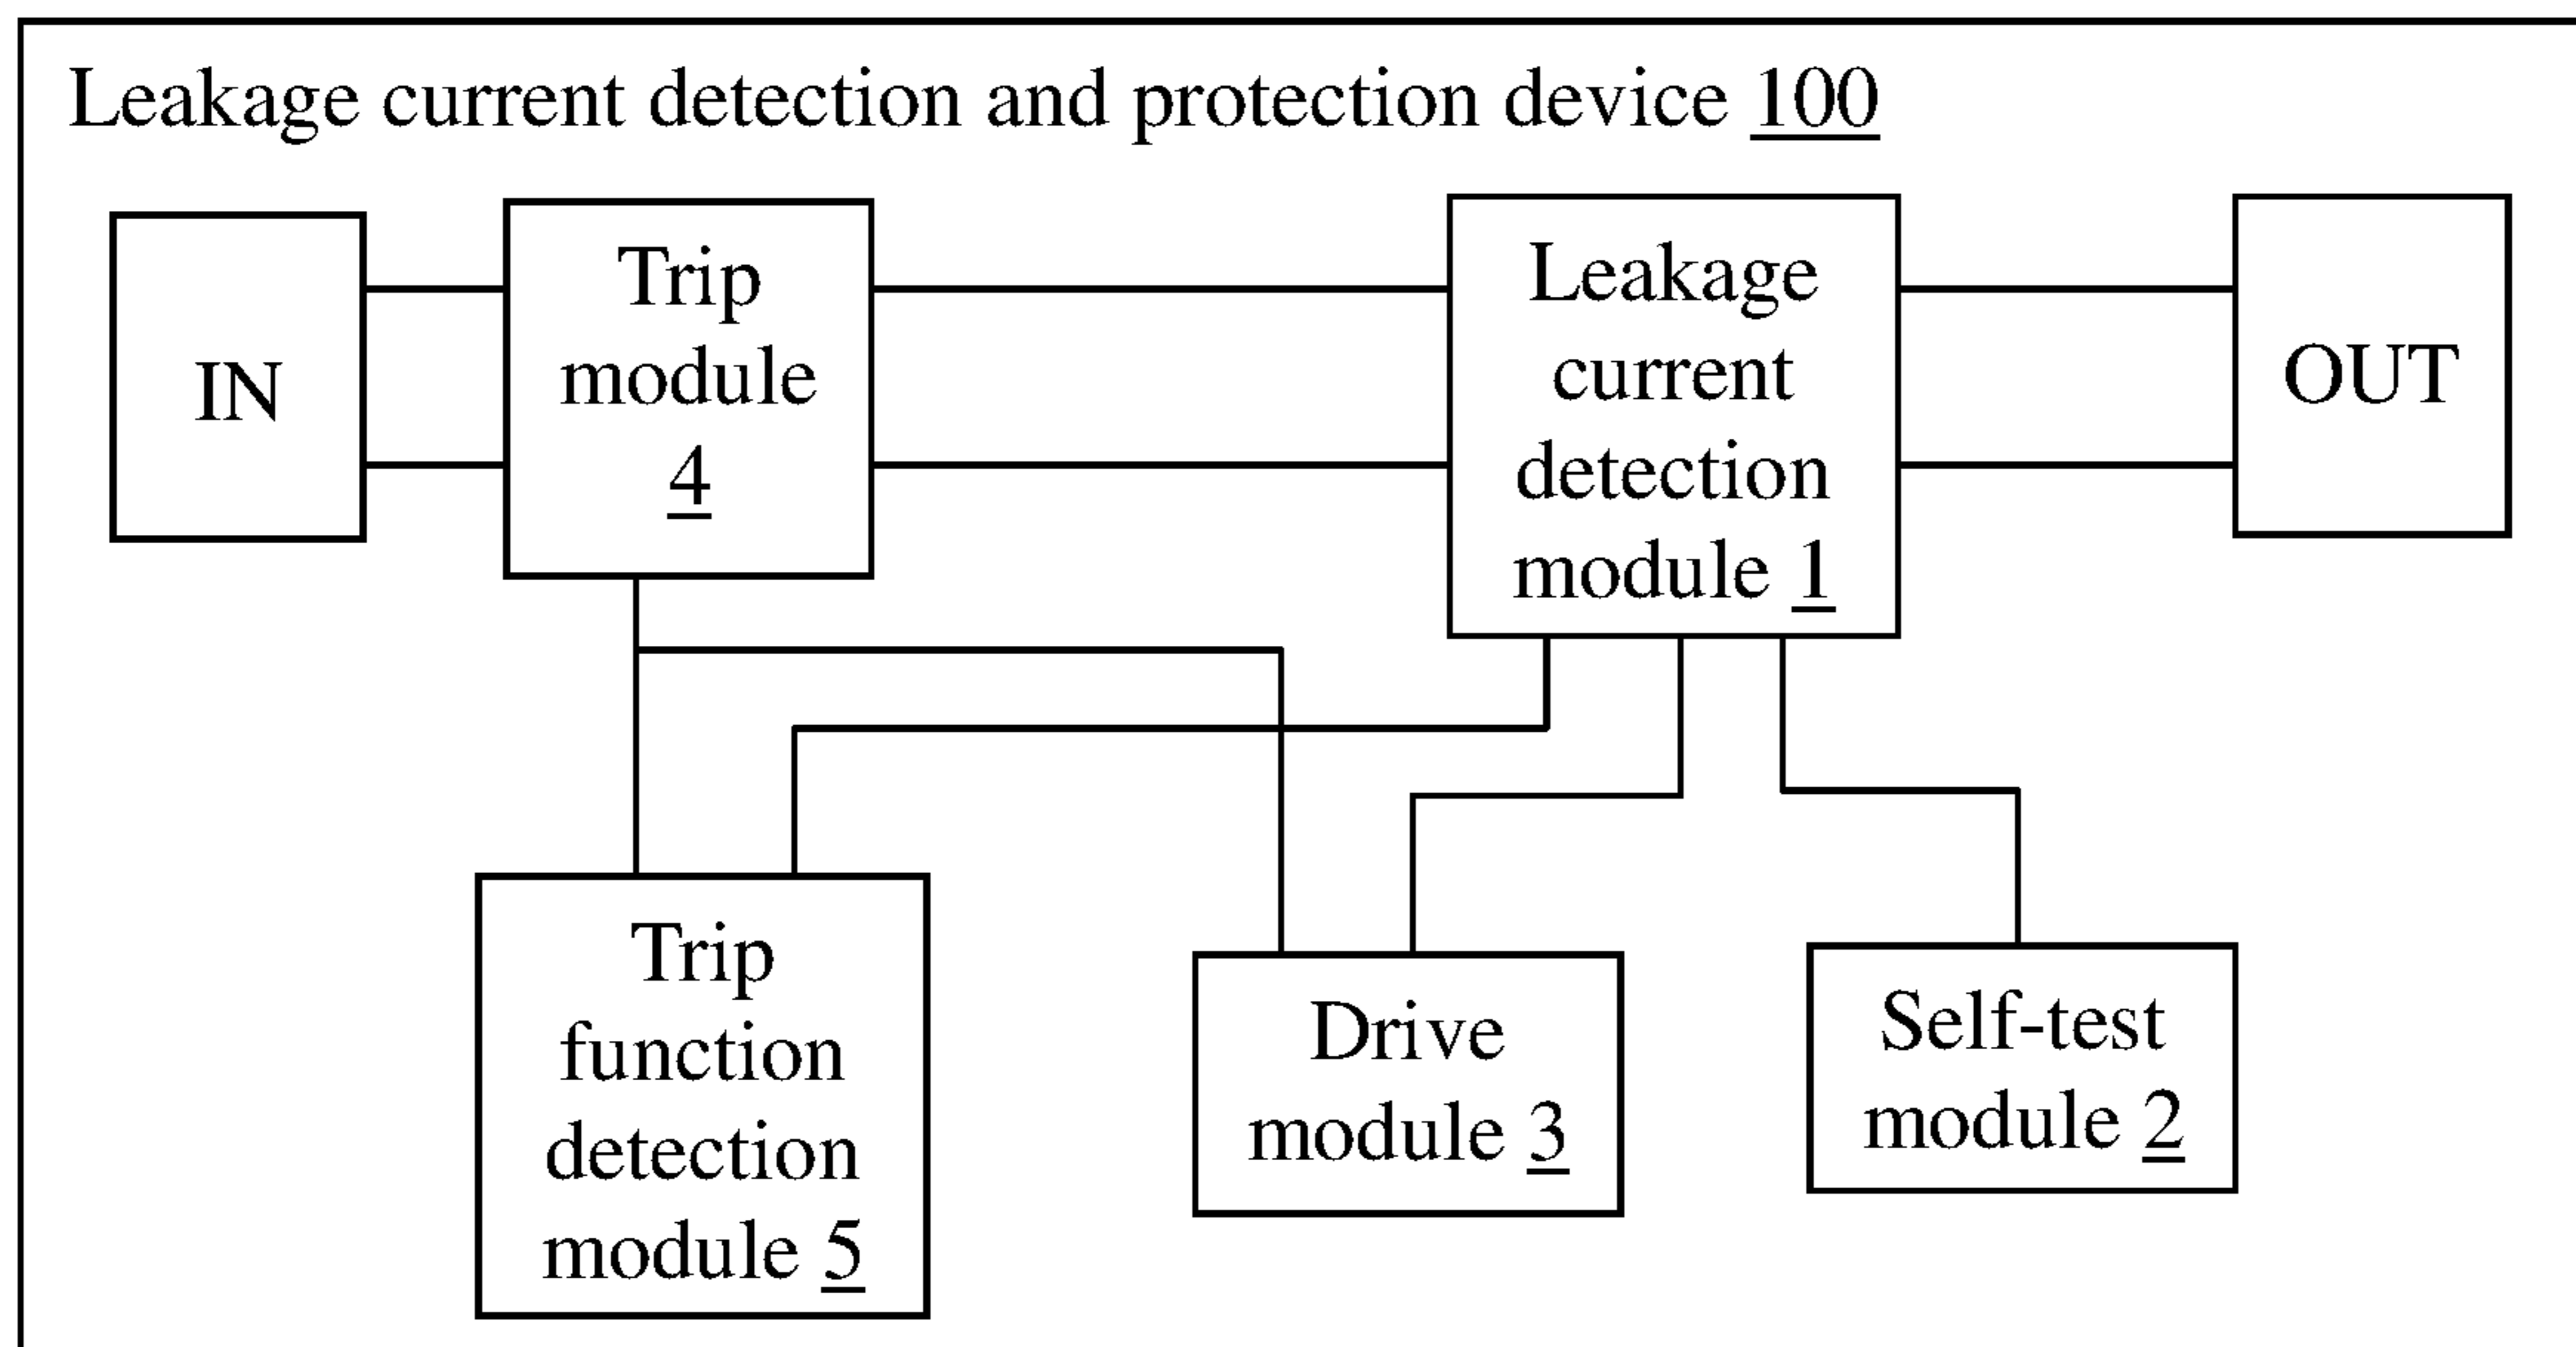 Leakage current detection and protection device 100
IN
Trip
module
4
Leakage
current
detection
module 1
OUT
Trip
function
detection
module 5
Drive
module 3
Self-test
module 2